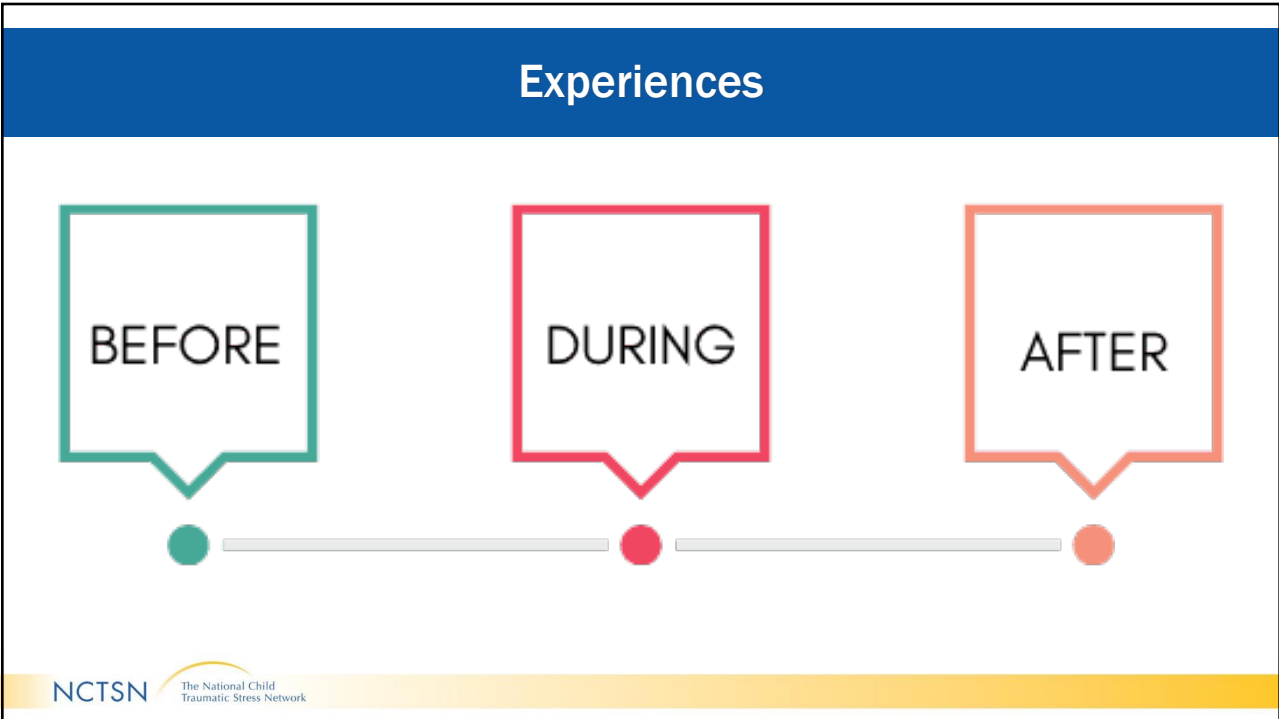 Experiences
BEFORE
DURING
AFTER
NCTSN
The National Child
Traumatic Stress Network